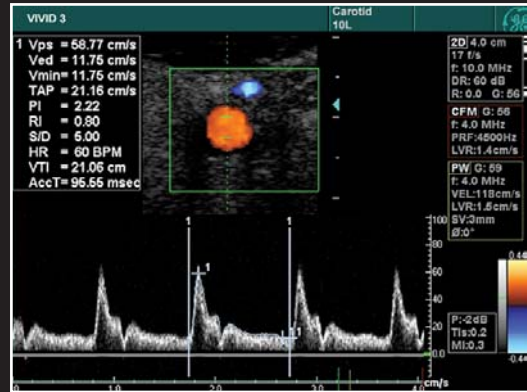 VIVID 3
Carotid
10L
1 Vps = 58.77 cm/s
Ved = 11.75 cm/s
Vmin= 11.75 cm/s
TAP = 21.16 cm/s
PI = 2.22
RI = 0.80
S/D = 5.00
HR = 60 BPM
VTI = 21.06 cm
AccT= 95.55 msec
2D 4.0 cm
17 f/s
f: 10.0 MHz
DR: 60 dB
R: 0.0 G: 56
CFM G: 56
f: 4.0 MHz
PRF:4500Hz
LVR:1.4cm/s
PW G: 59
f: 4.0 MHz
VEL:118cm/s
LVR:1.5cm/s
SV:3mm
Ø:0°
1
1
100
80
60
40
20
0.0
1
1
0.44
-0.44
P:-2dB
TIs:0.2
MI:0.3
0.0
1.0
2.0
3.0
4.0
cm/s